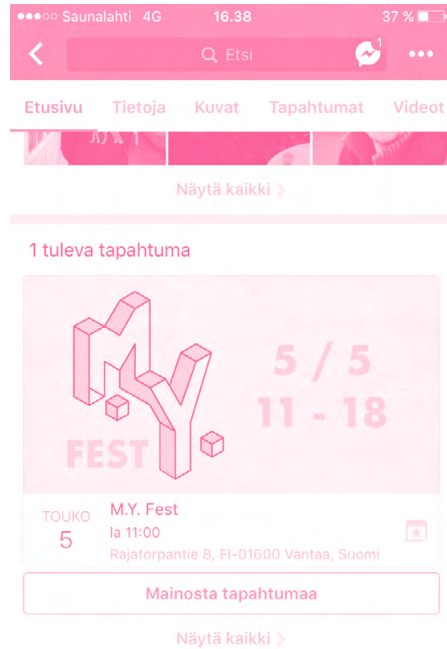 Saunalahti 4G 16.38 37 %
Etsi 1
Etusivu Tietoja Kuvat Tapahtumat Videot
Näytä kaikki
1 tuleva tapahtuma
M.Y.
FEST
5 / 5
11 - 18
TOUKO
5
M.Y. Fest
la 11:00
Rajatorpantie 8, FI-01600 Vantaa, Suomi
Mainosta tapahtumaa
Näytä kaikki